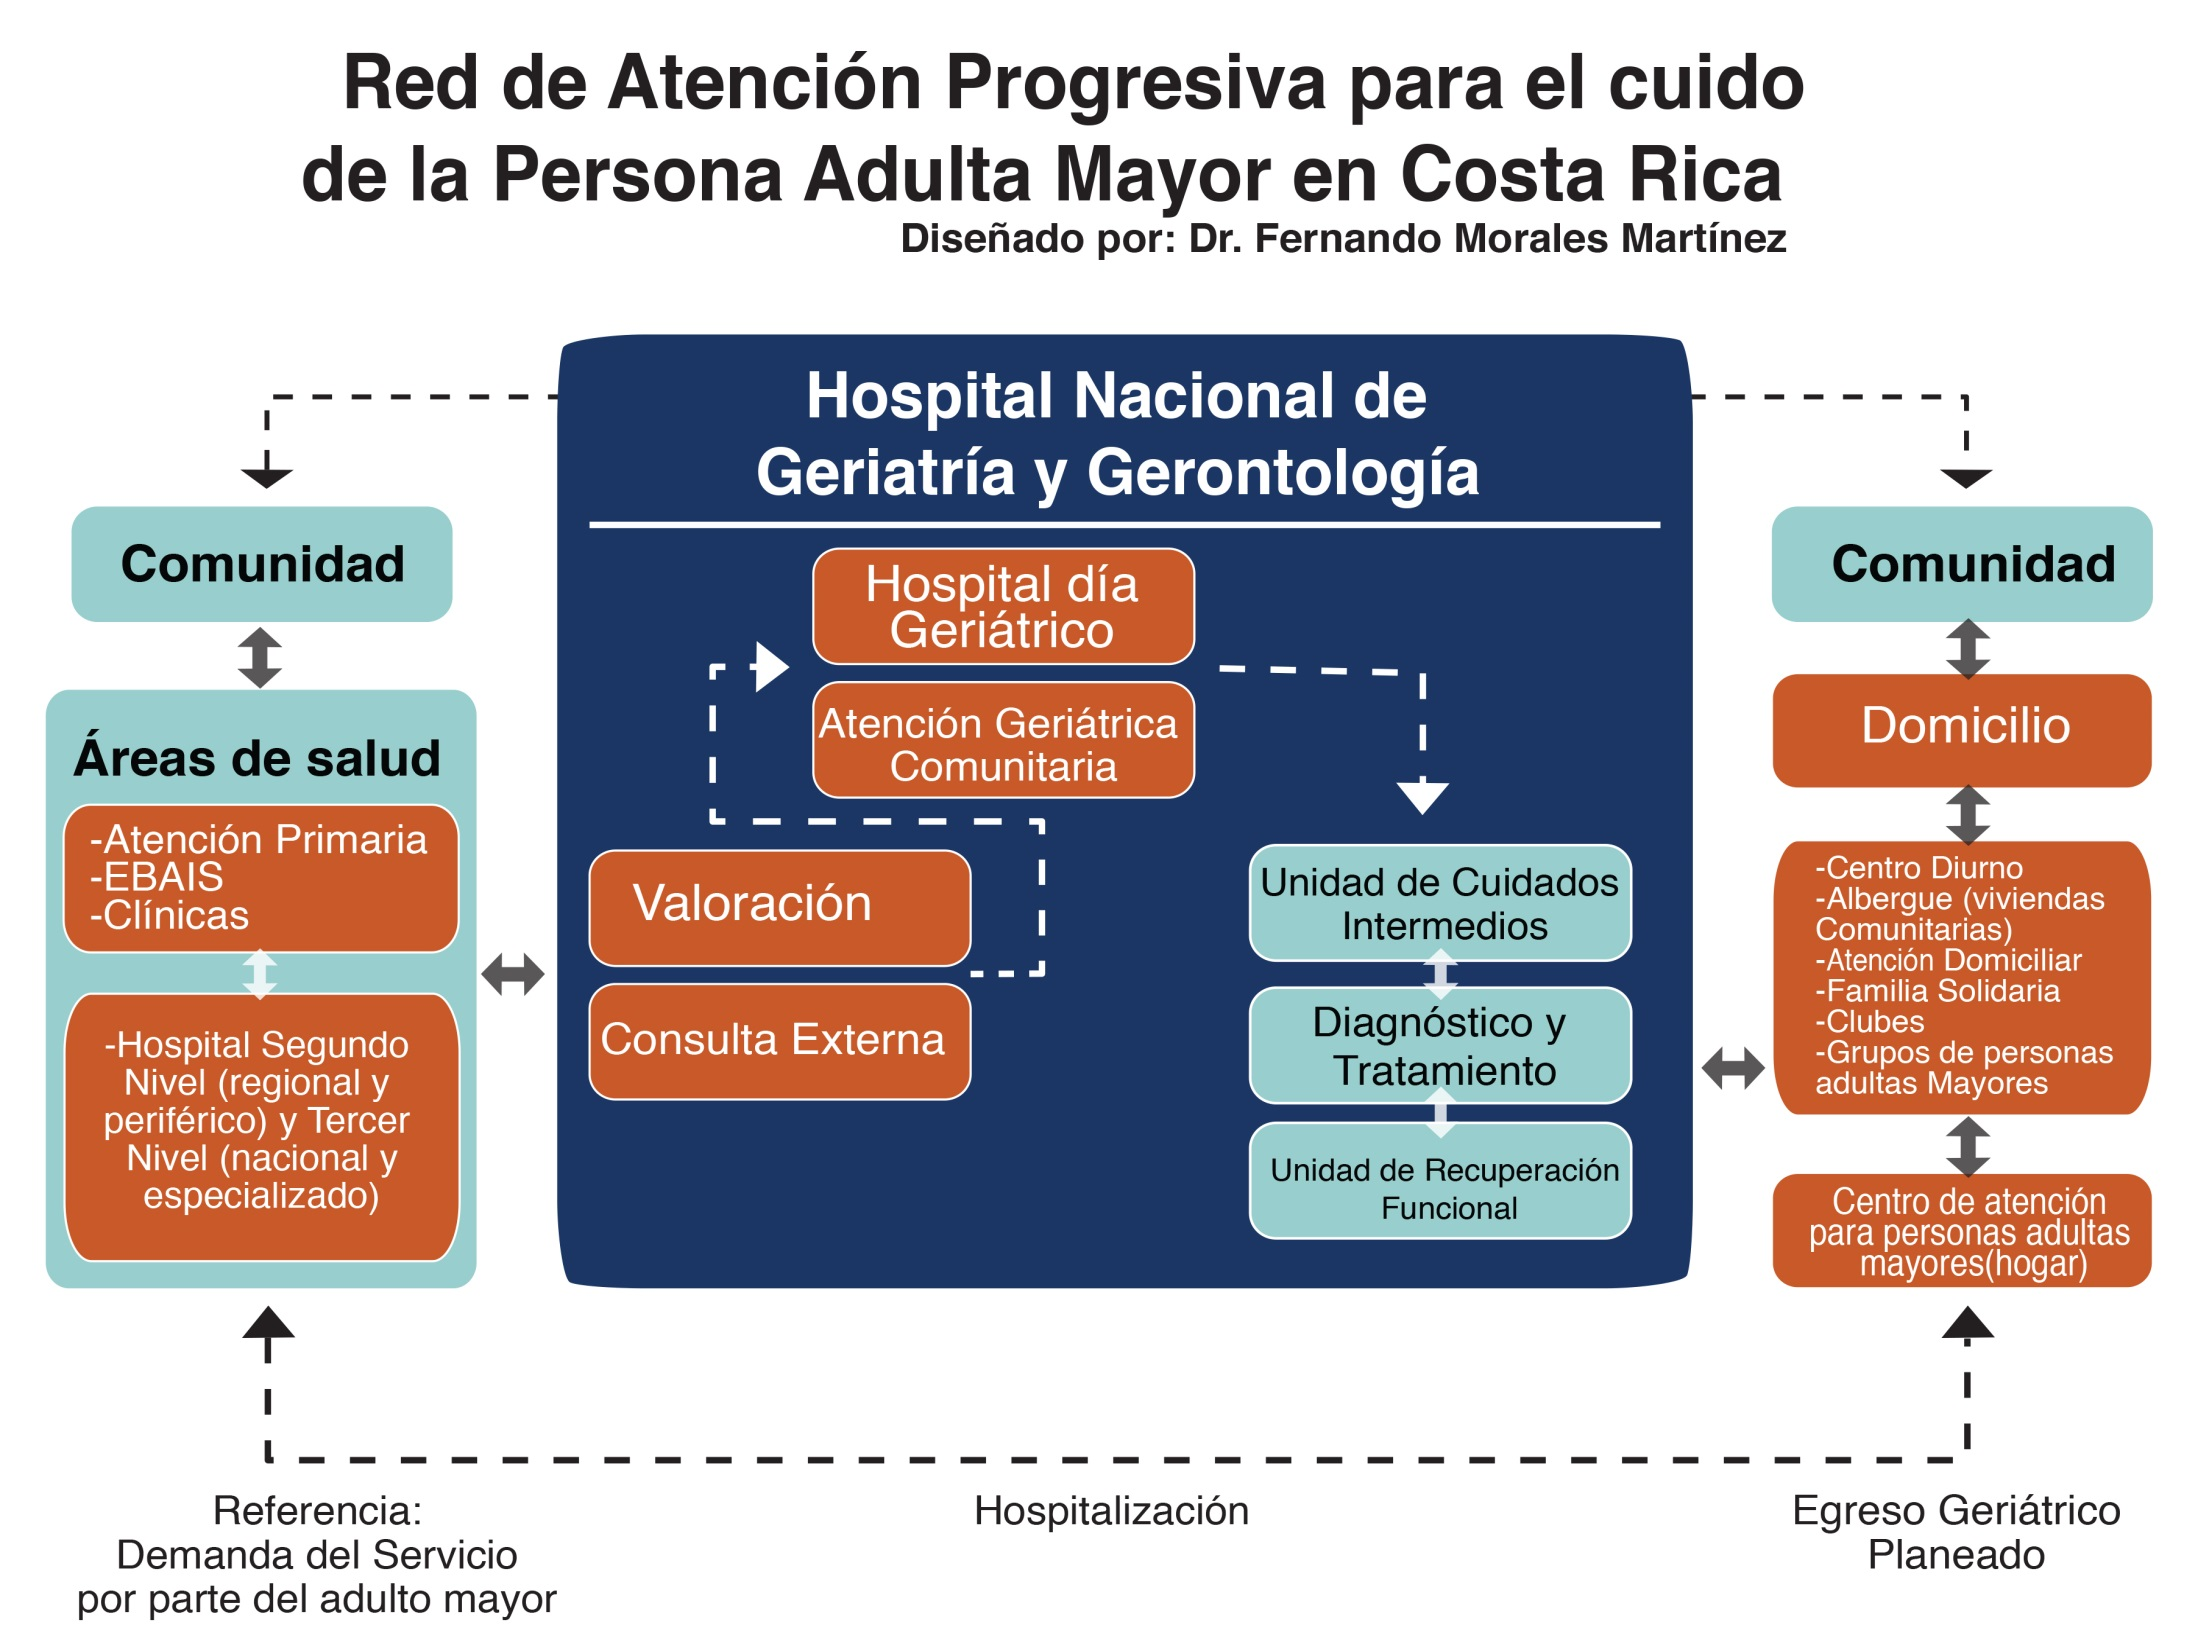 Red de Atención Progresiva para el cuido
de la Persona Adulta Mayor en Costa Rica
Diseñado por: Dr. Fernando Morales Martínez
Comunidad
Áreas de salud
-Atención Primaria
-EBAIS
-Clínicas
-Hospital Segundo
Nivel (regional y
periférico) y Tercer
Nivel (nacional y
especializado)
Hospital Nacional de
Geriatría y Gerontología
Hospital día
Geriátrico
Atención Geriátrica
Comunitaria
Valoración
Consulta Externa
Unidad de Cuidados
Intermedios
Diagnóstico y
Tratamiento
Unidad de Recuperación
Funcional
Comunidad
Domicilio
-Centro Diurno
-Albergue (viviendas
Comunitarias)
-Atención Domiciliar
-Familia Solidaria
-Clubes
-Grupos de personas
adultas Mayores
Centro de atención
para personas adultas
mayores(hogar)
Referencia:
Demanda del Servicio
por parte del adulto mayor
Hospitalización
Egreso Geriátrico
Planeado